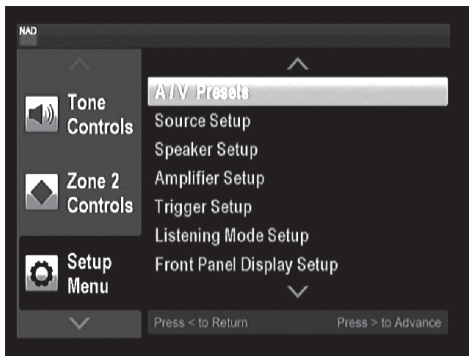 NAD
Tone
Controls
Zone 2
Controls
Setup
Menu
A/V Presets
Source Setup
Speaker Setup
Amplifier Setup
Trigger Setup
Listening Mode Setup
Front Panel Display Setup
Press < to Return
Press > to Advance